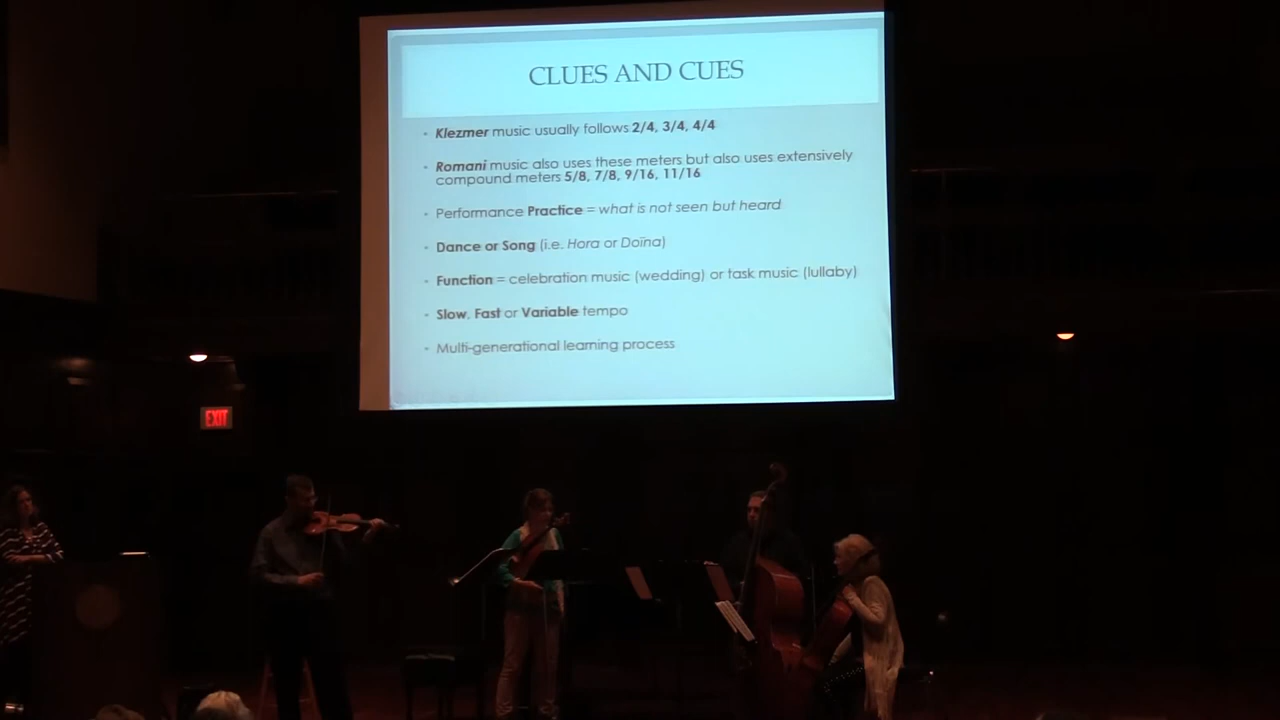 CLUES AND CUES
• Klezmer music usually follows 2/4, 3/4, 4/4
• Romani music also uses these meters but also uses extensively
compound meters 5/8, 7/8, 9/16, 11/16
• Performance Practice = what is not seen but heard
• Dance or Song (i.e. Hora or Doïna)
• Function = celebration music (wedding) or task music (lullaby)
• Slow, Fast or Variable tempo
• Multi-generational learning process
EXIT